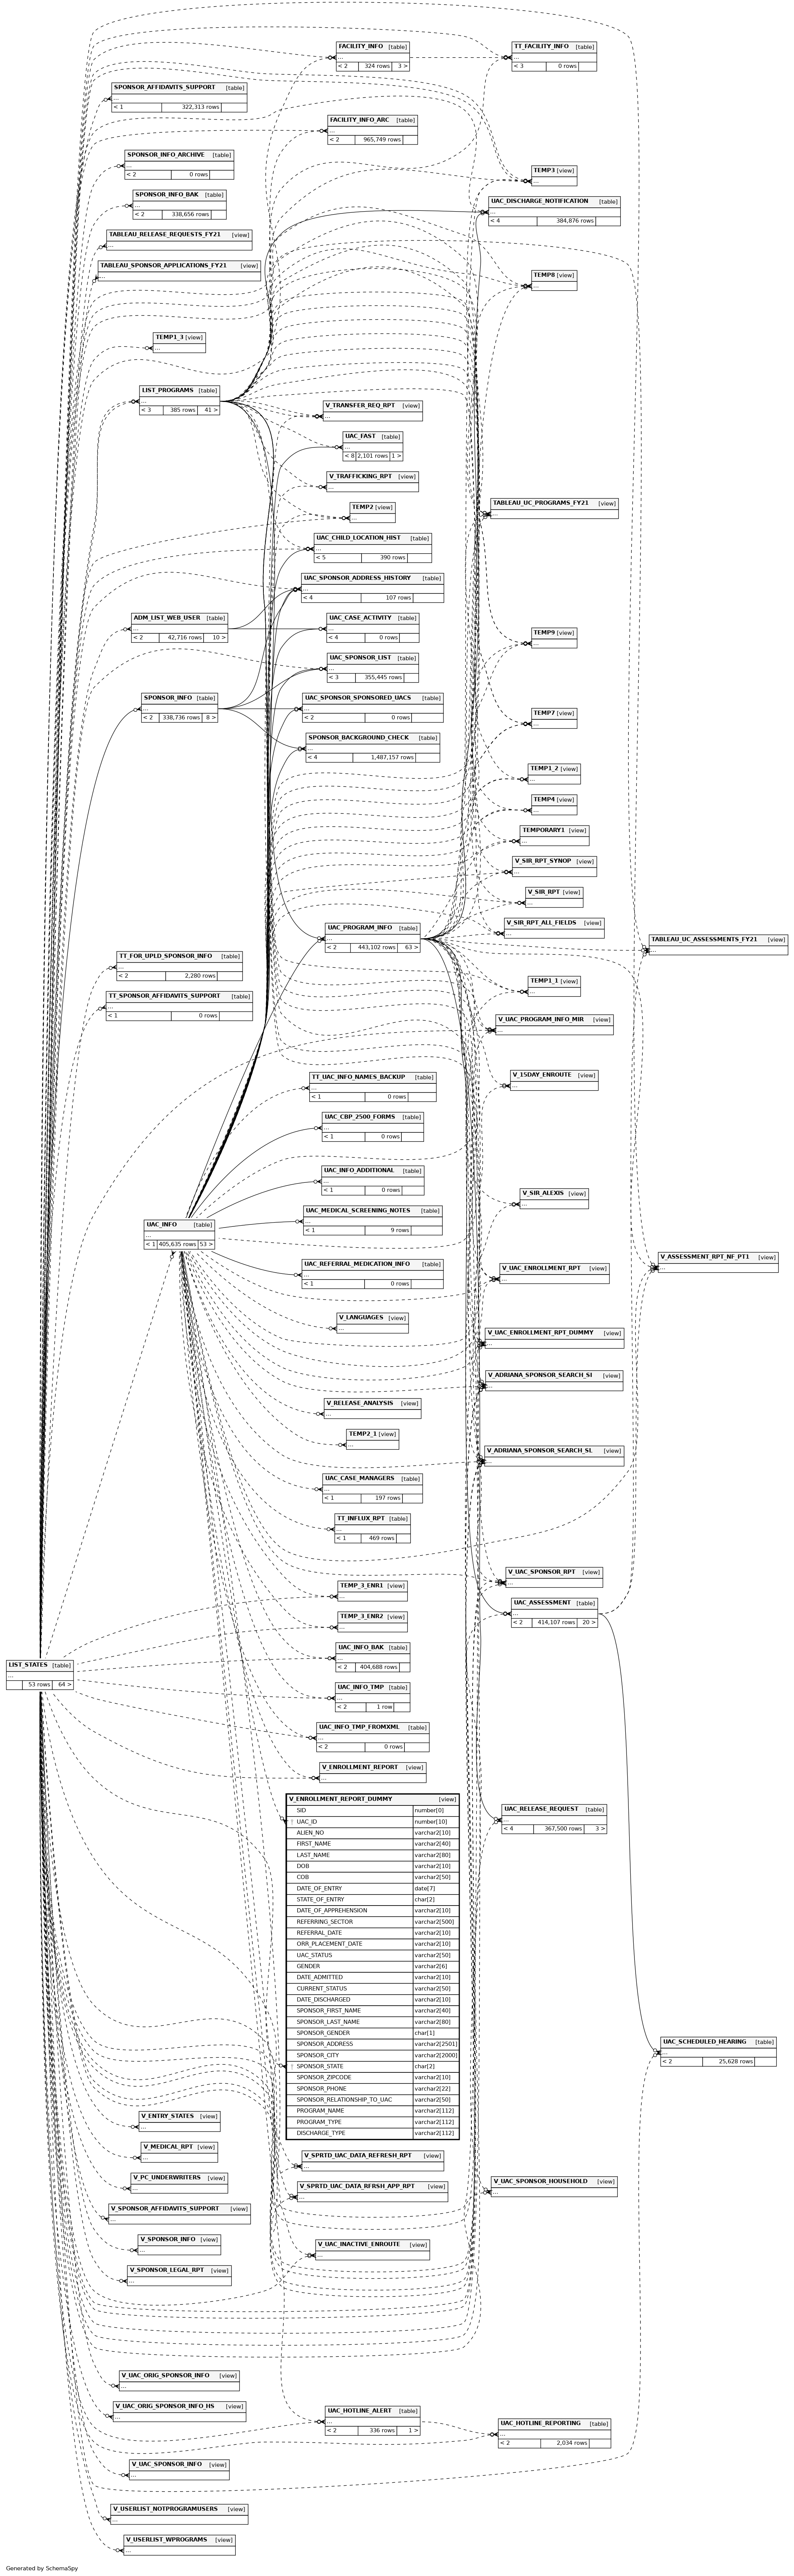 FACILITY_INFO [table]
...
< 2 324 rows 3 >
TT_FACILITY_INFO [table]
...
< 3 0 rows
SPONSOR_AFFIDAVITS_SUPPORT [table]
...
< 1 322,313 rows
FACILITY_INFO_ARC [table]
...
< 2 965,749 rows
SPONSOR_INFO_ARCHIVE [table]
...
< 2 0 rows
TEMP3 [view]
...
SPONSOR_INFO_BAK [table]
...
< 2 338,656 rows
UAC_DISCHARGE_NOTIFICATION [table]
...
< 4 384,876 rows
TABLEAU_RELEASE_REQUESTS_FY21 [view]
...
TABLEAU_SPONSOR_APPLICATIONS_FY21 [view]
...
TEMP8 [view]
...
TEMP1_3 [view]
...
LIST_PROGRAMS [table]
...
< 3 385 rows 41 >
V_TRANSFER_REQ_RPT [view]
...
UAC_FAST [table]
...
< 8 2,101 rows 1 >
V_TRAFFICKING_RPT [view]
...
TEMP2 [view]
...
TABLEAU_UC_PROGRAMS_FY21 [view]
...
UAC_CHILD_LOCATION_HIST [table]
...
< 5 390 rows
UAC_SPONSOR_ADDRESS_HISTORY [table]
...
< 4 107 rows
ADM_LIST_WEB_USER [table]
...
< 2 42,716 rows 10 >
UAC_CASE_ACTIVITY [table]
...
< 4 0 rows
TEMP9 [view]
...
UAC_SPONSOR_LIST [table]
...
< 3 355,445 rows
SPONSOR_INFO [table]
...
< 2 338,736 rows 8 >
UAC_SPONSOR_SPONSORED_UACS [table]
...
< 2 0 rows
TEMP7 [view]
...
SPONSOR_BACKGROUND_CHECK [table]
...
< 4 1,487,157 rows
TEMP1_2 [view]
...
TEMP4 [view]
...
TEMPORARY1 [view]
...
V_SIR_RPT_SYNOP [view]
...
V_SIR_RPT [view]
...
V_SIR_RPT_ALL_FIELDS [view]
...
UAC_PROGRAM_INFO [table]
...
< 2 443,102 rows 63 >
TABLEAU_UC_ASSESSMENTS_FY21 [view]
...
TT_FOR_UPLD_SPONSOR_INFO [table]
...
< 2 2,280 rows
TEMP1_1 [view]
...
TT_SPONSOR_AFFIDAVITS_SUPPORT [table]
...
< 1 0 rows
V_UAC_PROGRAM_INFO_MIR [view]
...
TT_UAC_INFO_NAMES_BACKUP [table]
...
< 1 0 rows
V_15DAY_ENROUTE [view]
...
UAC_CBP_2500_FORMS [table]
...
< 1 0 rows
UAC_INFO_ADDITIONAL [table]
...
< 1 0 rows
V_SIR_ALEXIS [view]
...
UAC_MEDICAL_SCREENING_NOTES [table]
...
< 1 9 rows
UAC_INFO [table]
...
< 1 405,635 rows 53 >
UAC_REFERRAL_MEDICATION_INFO [table]
...
< 1 0 rows
V_ASSESSMENT_RPT_NF_PT1 [view]
...
V_UAC_ENROLLMENT_RPT [view]
...
V_LANGUAGES [view]
...
V_UAC_ENROLLMENT_RPT_DUMMY [view]
...
V_ADRIANA_SPONSOR_SEARCH_SI [view]
...
V_RELEASE_ANALYSIS [view]
...
TEMP2_1 [view]
...
V_ADRIANA_SPONSOR_SEARCH_SL [view]
...
UAC_CASE_MANAGERS [table]
...
< 1 197 rows
TT_INFLUX_RPT [table]
...
< 1 469 rows
V_UAC_SPONSOR_RPT [view]
...
TEMP_3_ENR1 [view]
...
UAC_ASSESSMENT [table]
...
< 2 414,107 rows 20 >
TEMP_3_ENR2 [view]
...
UAC_INFO_BAK [table]
...
< 2 404,688 rows
LIST_STATES [table]
...
53 rows 64 >
UAC_INFO_TMP [table]
...
< 2 1 row
UAC_INFO_TMP_FROMXML [table]
...
< 2 0 rows
V_ENROLLMENT_REPORT [view]
...
V_ENROLLMENT_REPORT_DUMMY [view]
SID number[0]
! UAC_ID number[10]
ALIEN_NO varchar2[10]
FIRST_NAME varchar2[40]
LAST_NAME varchar2[80]
DOB varchar2[10]
COB varchar2[50]
DATE_OF_ENTRY date[7]
STATE_OF_ENTRY char[2]
DATE_OF_APPREHENSION varchar2[10]
REFERRING_SECTOR varchar2[500]
REFERRAL_DATE varchar2[10]
ORR_PLACEMENT_DATE varchar2[10]
UAC_STATUS varchar2[50]
GENDER varchar2[6]
DATE_ADMITTED varchar2[10]
CURRENT_STATUS varchar2[50]
DATE_DISCHARGED varchar2[10]
SPONSOR_FIRST_NAME varchar2[40]
SPONSOR_LAST_NAME varchar2[80]
SPONSOR_GENDER char[1]
SPONSOR_ADDRESS varchar2[2501]
SPONSOR_CITY varchar2[2000]
! SPONSOR_STATE char[2]
SPONSOR_ZIPCODE varchar2[10]
SPONSOR_PHONE varchar2[22]
SPONSOR_RELATIONSHIP_TO_UAC varchar2[50]
PROGRAM_NAME varchar2[112]
PROGRAM_TYPE varchar2[112]
DISCHARGE_TYPE varchar2[112]
UAC_RELEASE_REQUEST [table]
...
< 4 367,500 rows 3 >
UAC_SCHEDULED_HEARING [table]
...
< 2 25,628 rows
V_ENTRY_STATES [view]
...
V_MEDICAL_RPT [view]
...
V_SPRTD_UAC_DATA_REFRESH_RPT [view]
...
V_PC_UNDERWRITERS [view]
...
V_SPRTD_UAC_DATA_RFRSH_APP_RPT [view]
...
V_UAC_SPONSOR_HOUSEHOLD [view]
...
V_SPONSOR_AFFIDAVITS_SUPPORT [view]
...
V_SPONSOR_INFO [view]
...
V_UAC_INACTIVE_ENROUTE [view]
...
V_SPONSOR_LEGAL_RPT [view]
...
V_UAC_ORIG_SPONSOR_INFO [view]
...
V_UAC_ORIG_SPONSOR_INFO_HS [view]
...
UAC_HOTLINE_ALERT [table]
...
< 2 336 rows 1 >
UAC_HOTLINE_REPORTING [table]
...
< 2 2,034 rows
V_UAC_SPONSOR_INFO [view]
...
V_USERLIST_NOTPROGRAMUSERS [view]
...
V_USERLIST_WPROGRAMS [view]
...
Generated by SchemaSpy